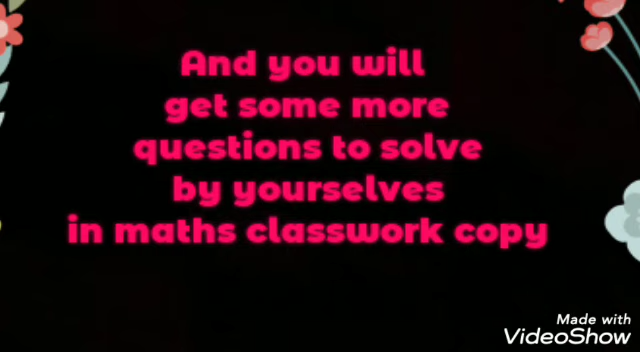 And you will
get some more
questions to solve
by yourselves
in maths classwork copy
Made with
VideoShow